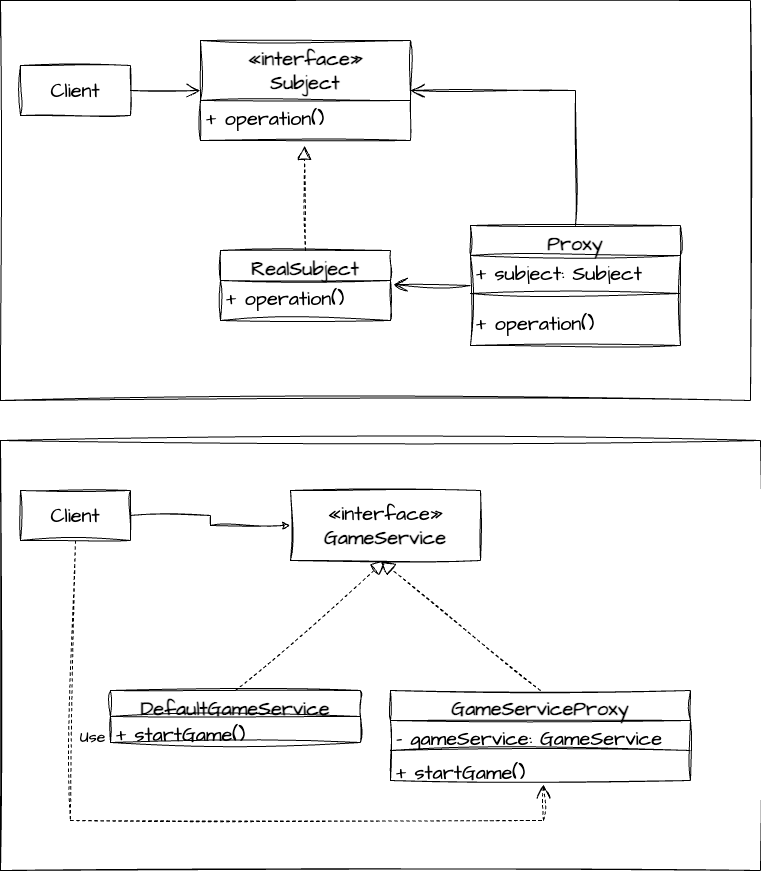 «interface»
Subject
Client
+ operation()
Proxy
RealSubject
+ subject: Subject
+ operation()
+ operation()
Client
«interface»
GameService
DefaultGameService
GameServiceProxy
Use
+ startGame()
- gameService: GameService
+ startGame()